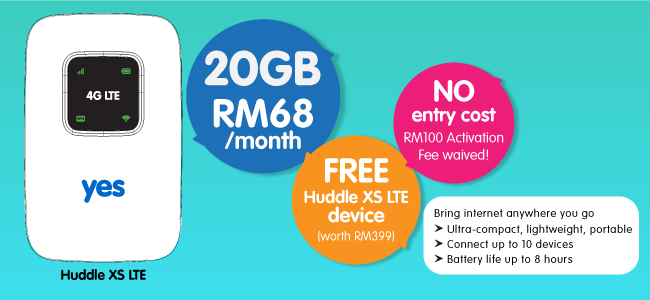 4G LTE
yes
Huddle XS LTE
20GB
RM68
/month
FREE
Huddle XS LTE
device
(worth RM399)
NO
entry cost
RM100 Activation
Fee waived!
Bring internet anywhere you go
➤ Ultra-compact, lightweight, portable
➤ Connect up to 10 devices
➤ Battery life up to 8 hours